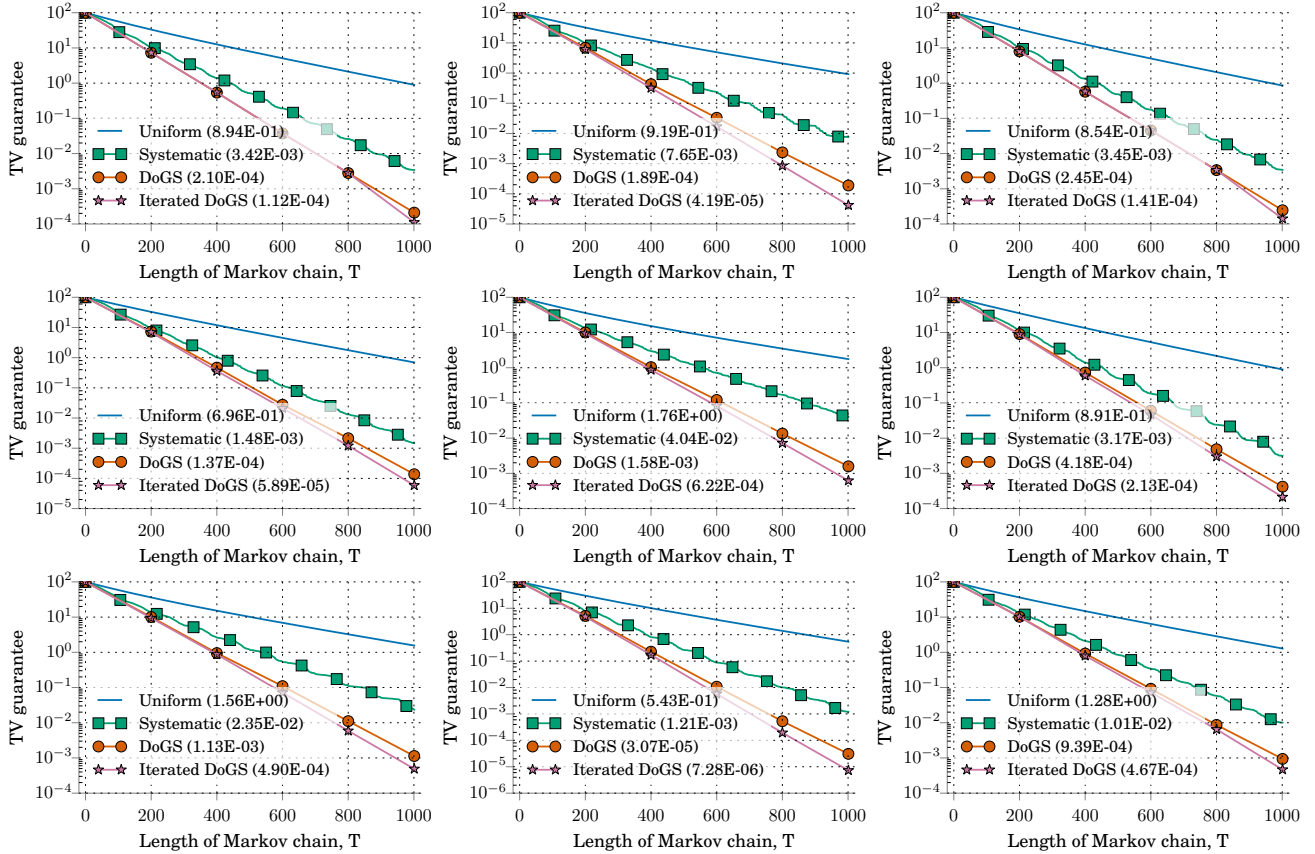 10^2
10^1
10^0
10^−1
10^−2
10^−3
10^−4
TV guarantee
Uniform (8.94E-01)
Systematic (3.42E-03)
DoGS (2.10E-04)
Iterated DoGS (1.12E-04)
0 200 400 600 800 1000
Length of Markov chain, T
10^2
10^1
10^0
10^−1
10^−2
10^−3
10^−4
10^−5
TV guarantee
Uniform (9.19E-01)
Systematic (7.65E-03)
DoGS (1.89E-04)
Iterated DoGS (4.19E-05)
0 200 400 600 800 1000
Length of Markov chain, T
10^2
10^1
10^0
10^−1
10^−2
10^−3
10^−4
TV guarantee
Uniform (8.54E-01)
Systematic (3.45E-03)
DoGS (2.45E-04)
Iterated DoGS (1.41E-04)
0 200 400 600 800 1000
Length of Markov chain, T
10^2
10^1
10^0
10^−1
10^−2
10^−3
10^−4
10^−5
TV guarantee
Uniform (6.96E-01)
Systematic (1.48E-03)
DoGS (1.37E-04)
Iterated DoGS (5.89E-05)
0 200 400 600 800 1000
Length of Markov chain, T
10^2
10^1
10^0
10^−1
10^−2
10^−3
10^−4
TV guarantee
Uniform (1.76E+00)
Systematic (4.04E-02)
DoGS (1.58E-03)
Iterated DoGS (6.22E-04)
0 200 400 600 800 1000
Length of Markov chain, T
10^2
10^1
10^0
10^−1
10^−2
10^−3
10^−4
TV guarantee
Uniform (8.91E-01)
Systematic (3.17E-03)
DoGS (4.18E-04)
Iterated DoGS (2.13E-04)
0 200 400 600 800 1000
Length of Markov chain, T
10^2
10^1
10^0
10^−1
10^−2
10^−3
10^−4
TV guarantee
Uniform (1.56E+00)
Systematic (2.35E-02)
DoGS (1.13E-03)
Iterated DoGS (4.90E-04)
0 200 400 600 800 1000
Length of Markov chain, T
10^2
10^1
10^0
10^−1
10^−2
10^−3
10^−4
10^−5
10^−6
TV guarantee
Uniform (5.43E-01)
Systematic (1.21E-03)
DoGS (3.07E-05)
Iterated DoGS (7.28E-06)
0 200 400 600 800 1000
Length of Markov chain, T
10^2
10^1
10^0
10^−1
10^−2
10^−3
10^−4
TV guarantee
Uniform (1.28E+00)
Systematic (1.01E-02)
DoGS (9.39E-04)
Iterated DoGS (4.67E-04)
0 200 400 600 800 1000
Length of Markov chain, T